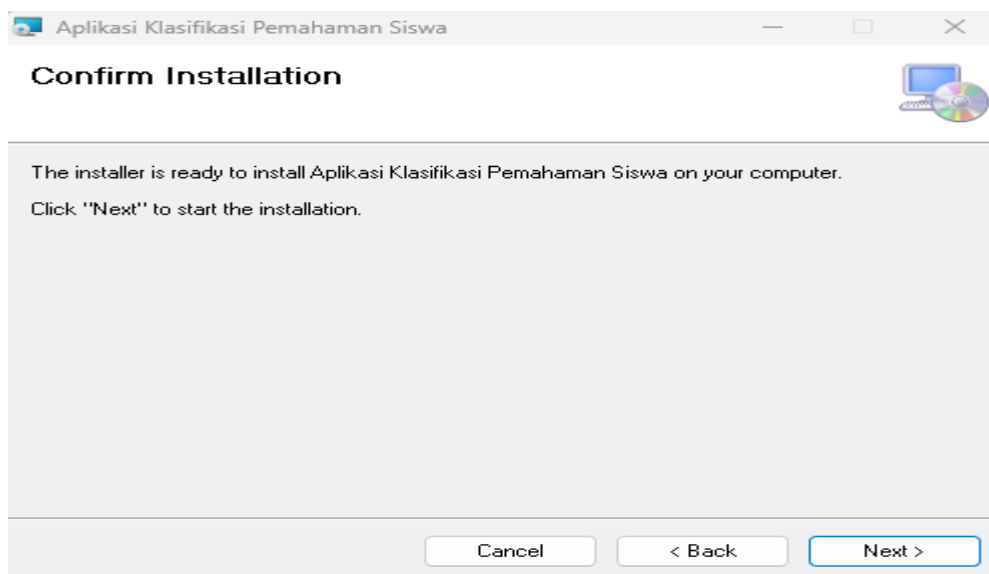 Aplikasi Klasifikasi Pemahaman Siswa
Confirm Installation
The installer is ready to install Aplikasi Klasifikasi Pemahaman Siswa on your computer.
Click "Next" to start the installation.
Cancel
< Back
Next >